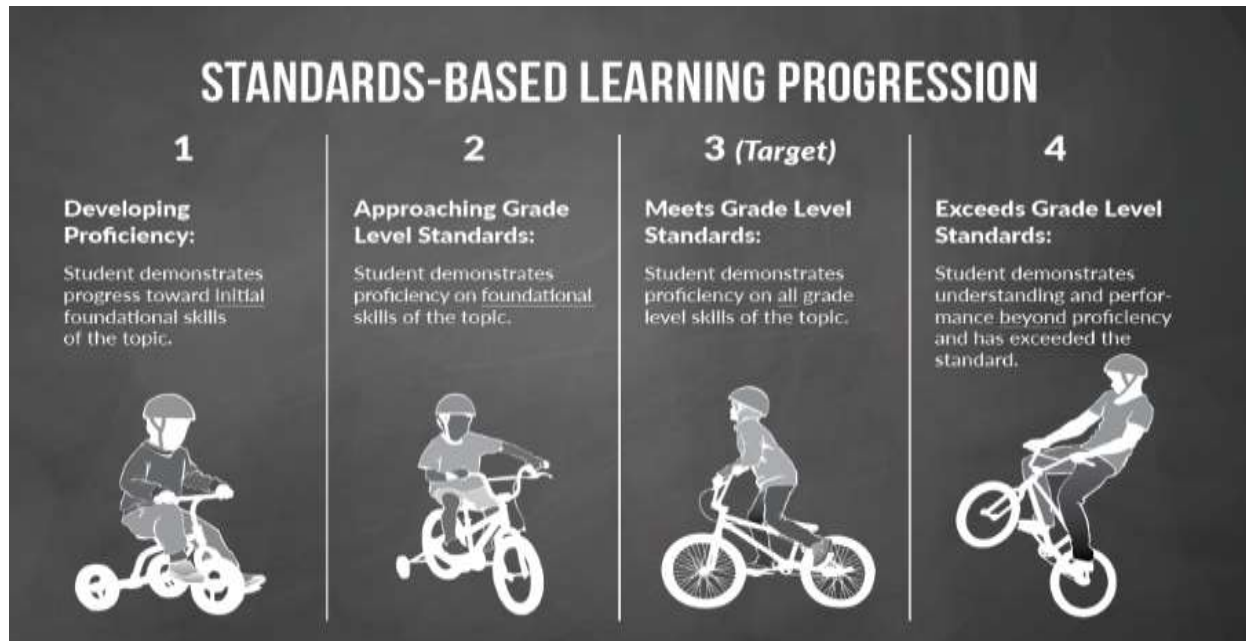 STANDARDS-BASED LEARNING PROGRESSION
1
Developing
Proficiency:
Student demonstrates
progress toward initial
foundational skills
of the topic.
2
Approaching Grade
Level Standards:
Student demonstrates
proficiency on foundational
skills of the topic.
3 (Target)
Meets Grade Level
Standards:
Student demonstrates
proficiency on all grade
level skills of the topic.
4
Exceeds Grade Level
Standards:
Student demonstrates
understanding and perfor-
mance beyond proficiency
and has exceeded the
standard.